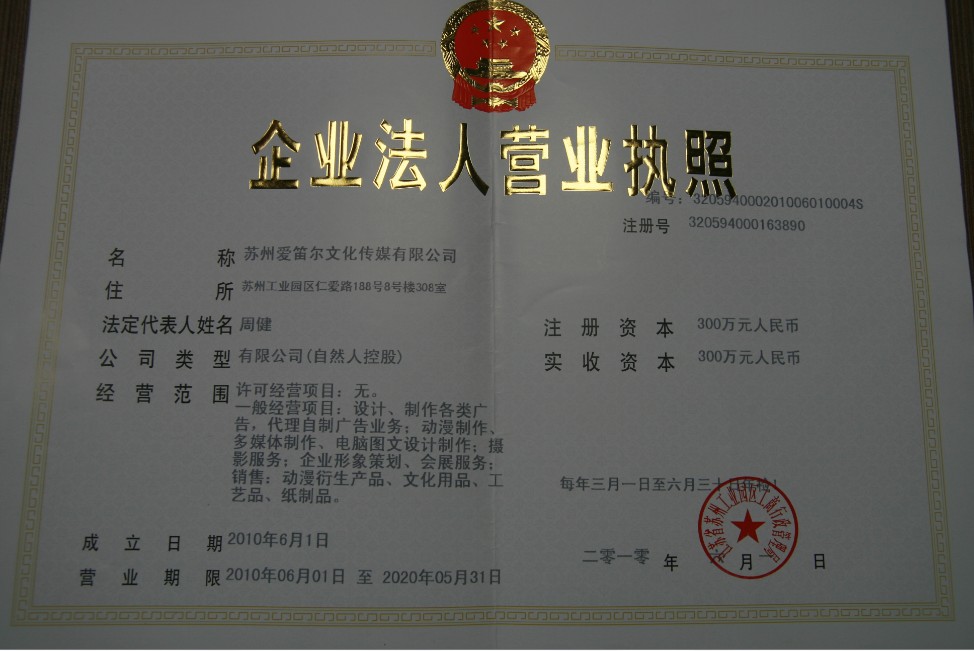 企业法人营业执照
编号：320594000201006010004S
注册号 320594000163890
名称 苏州爱笛尔文化传媒有限公司
住所 苏州工业园区仁爱路188号8号楼308室
法定代表人姓名 周健
注册资本 300万元人民币
公司类型 有限公司(自然人控股)
实收资本 300万元人民币
经营范围 许可经营项目：无。
一般经营项目：设计、制作各类广
告，代理自制广告业务；动漫制作、
多媒体制作、电脑图文设计制作；摄
影服务；企业形象策划、会展服务；
销售：动漫衍生产品、文化用品、工
艺品、纸制品。
每年三月一日至六月三十日年检！
成立日期 2010年6月1日
二零一零 年 月 一 日
营业期限 2010年06月01日 至 2020年05月31日